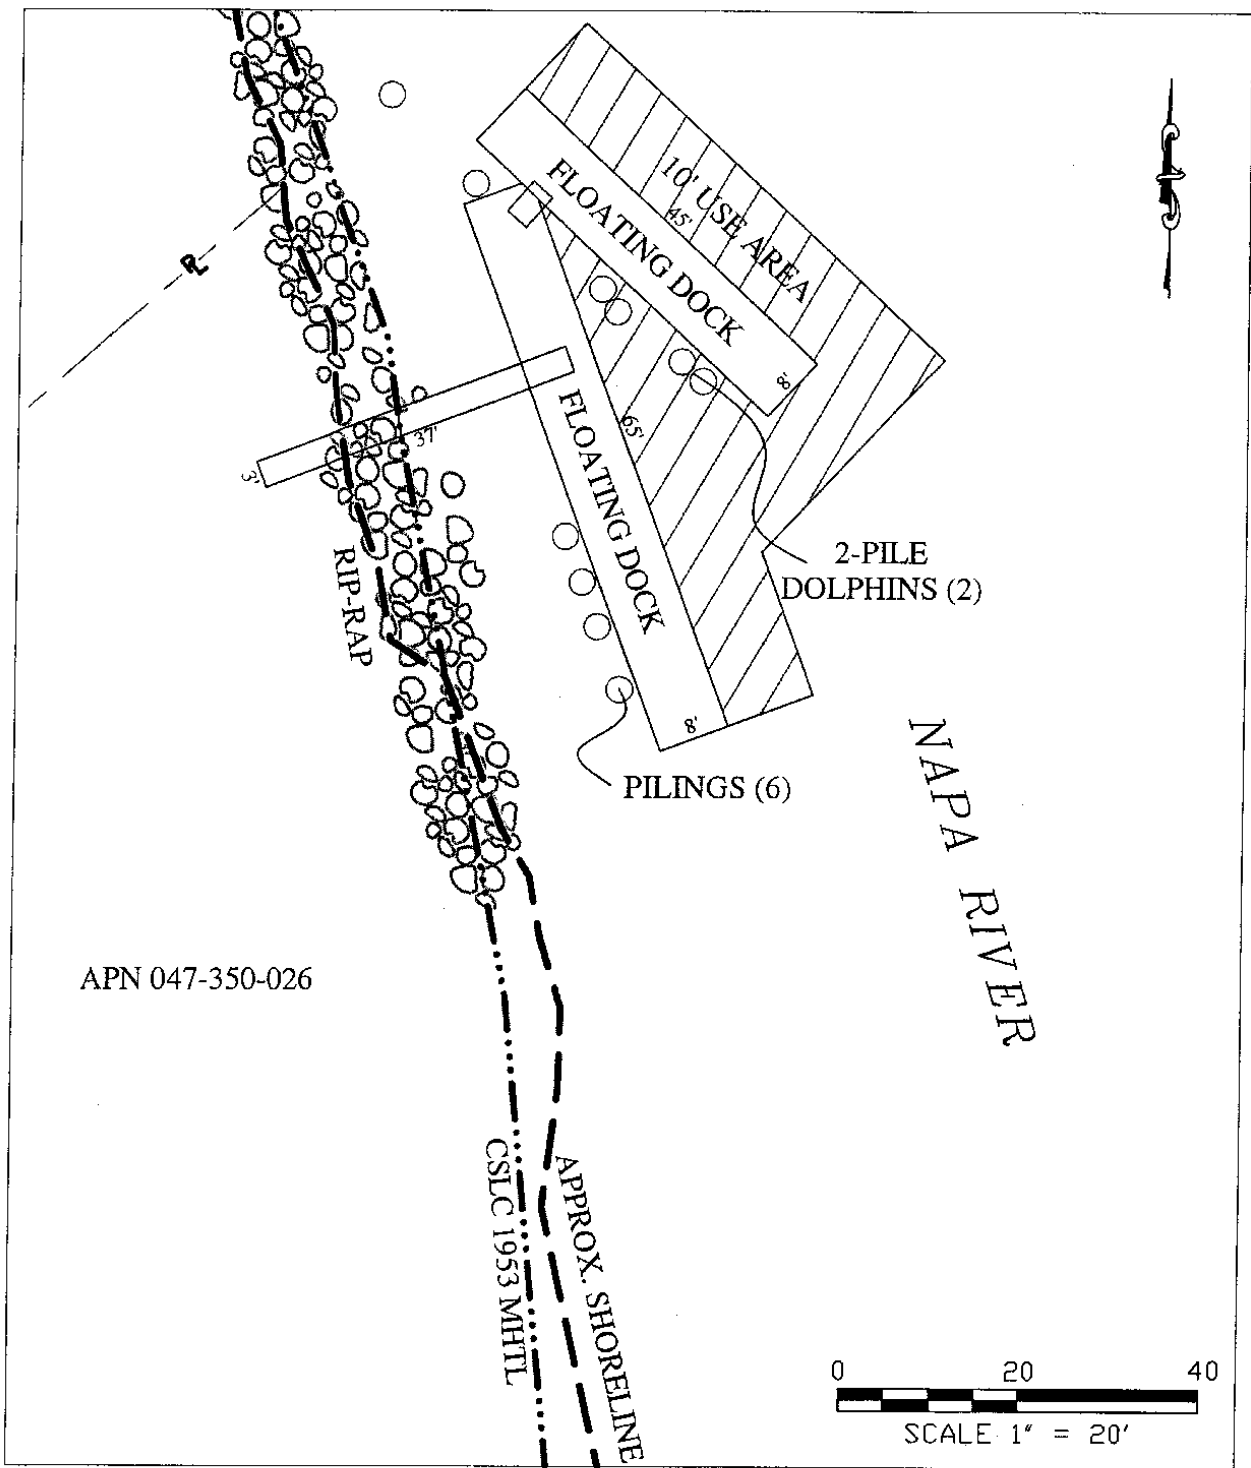 PL
FLOATING DOCK
10' USE AREA
45'
8'
FLOATING DOCK
65'
8'
37'
3'
RIP-RAP
2-PILE
DOLPHINS (2)
PILINGS (6)
NAPA RIVER
APN 047-350-026
CSLC 1953 MHTL
APPROX. SHORELINE
0 20 40
SCALE 1" = 20'